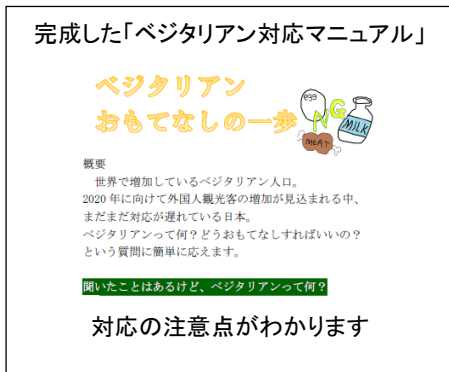 完成した「ベジタリアン対応マニュアル」
ベジタリアン
おもてなしの一歩
egg
NG
MILK
MEAT
概要
　世界で増加しているベジタリアン人口。
2020 年に向けて外国人観光客の増加が見込まれる中、
まだまだ対応が遅れている日本。
ベジタリアンって何？どうおもてなしすればいいの？
という質問に簡単に応えます。
聞いたことはあるけど、ベジタリアンって何？
対応の注意点がわかります